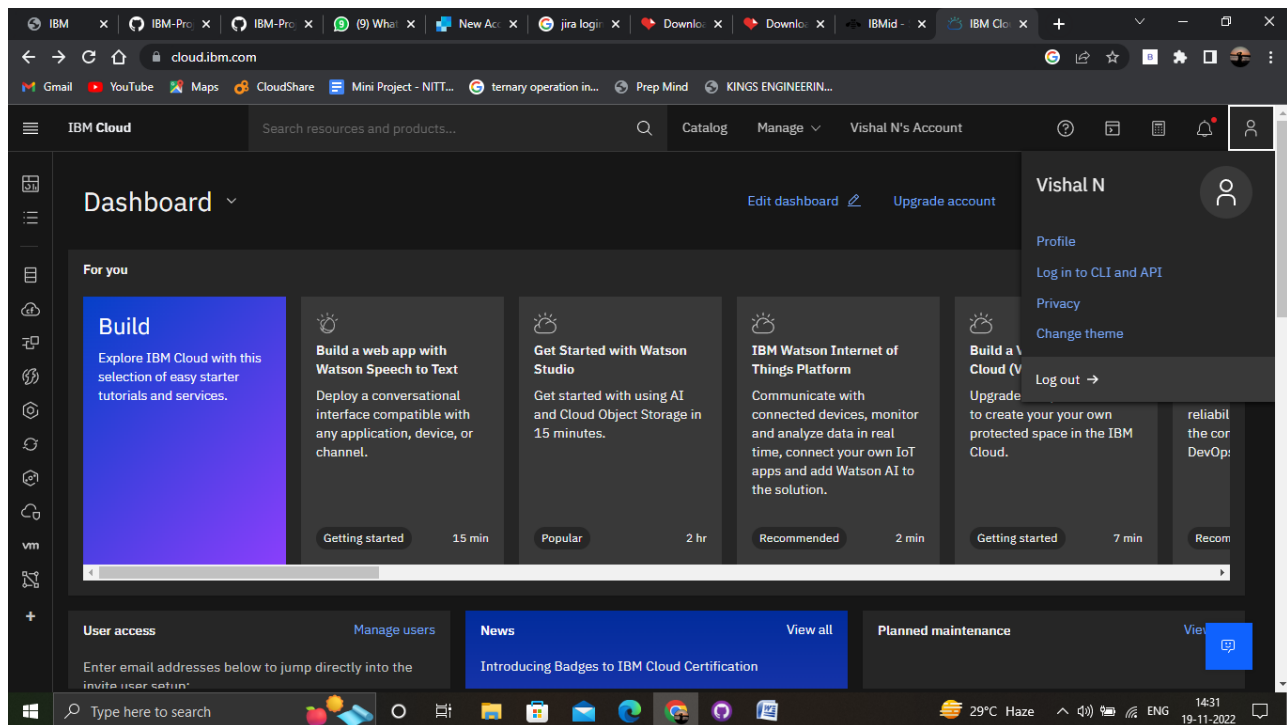 IBM
IBM-Pro
IBM-Pro
(9) What
New Acc
jira login
Downlo
Downlo
IBMid -
IBM Clo
cloud.ibm.com
Gmail YouTube Maps CloudShare Mini Project - NITT... ternary operation in... Prep Mind KINGS ENGINEERIN...
IBM Cloud
Search resources and products...
Catalog
Manage
Vishal N's Account
Dashboard
Edit dashboard
Upgrade account
Vishal N
Profile
Log in to CLI and API
Privacy
Change theme
Log out →
For you
Build
Explore IBM Cloud with this
selection of easy starter
tutorials and services.
Build a web app with
Watson Speech to Text
Deploy a conversational
interface compatible with
any application, device, or
channel.
Getting started 15 min
Get Started with Watson
Studio
Get started with using AI
and Cloud Object Storage in
15 minutes.
Popular 2 hr
IBM Watson Internet of
Things Platform
Communicate with
connected devices, monitor
and analyze data in real
time, connect your own IoT
apps and add Watson AI to
the solution.
Recommended 2 min
Build a V
Cloud (V
Upgrade
to create your your own
protected space in the IBM
Cloud.
Getting started 7 min
reliabil
the cor
DevOp
Recom
vm
User access
Manage users
Enter email addresses below to jump directly into the
invite user setup:
News
View all
Introducing Badges to IBM Cloud Certification
Planned maintenance
Vie
Type here to search
29°C Haze
ENG
14:31
19-11-2022